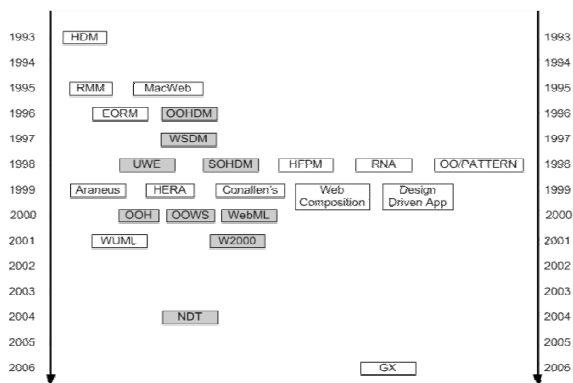 1993 HDM 1993
1994 1994
1995 RMM MacWeb 1995
1996 EORM OOHDM 1996
1997 WSDM 1997
1998 UWE SOHDM HFPM RNA OO/PATTERN 1998
1999 Araneus HERA Conallen's Web Design 1999
Composition Driven App
2000 OOH OOWS WebML 2000
2001 WUML W2000 2001
2002 2002
2003 2003
2004 NDT 2004
2005 2005
2006 GX 2006